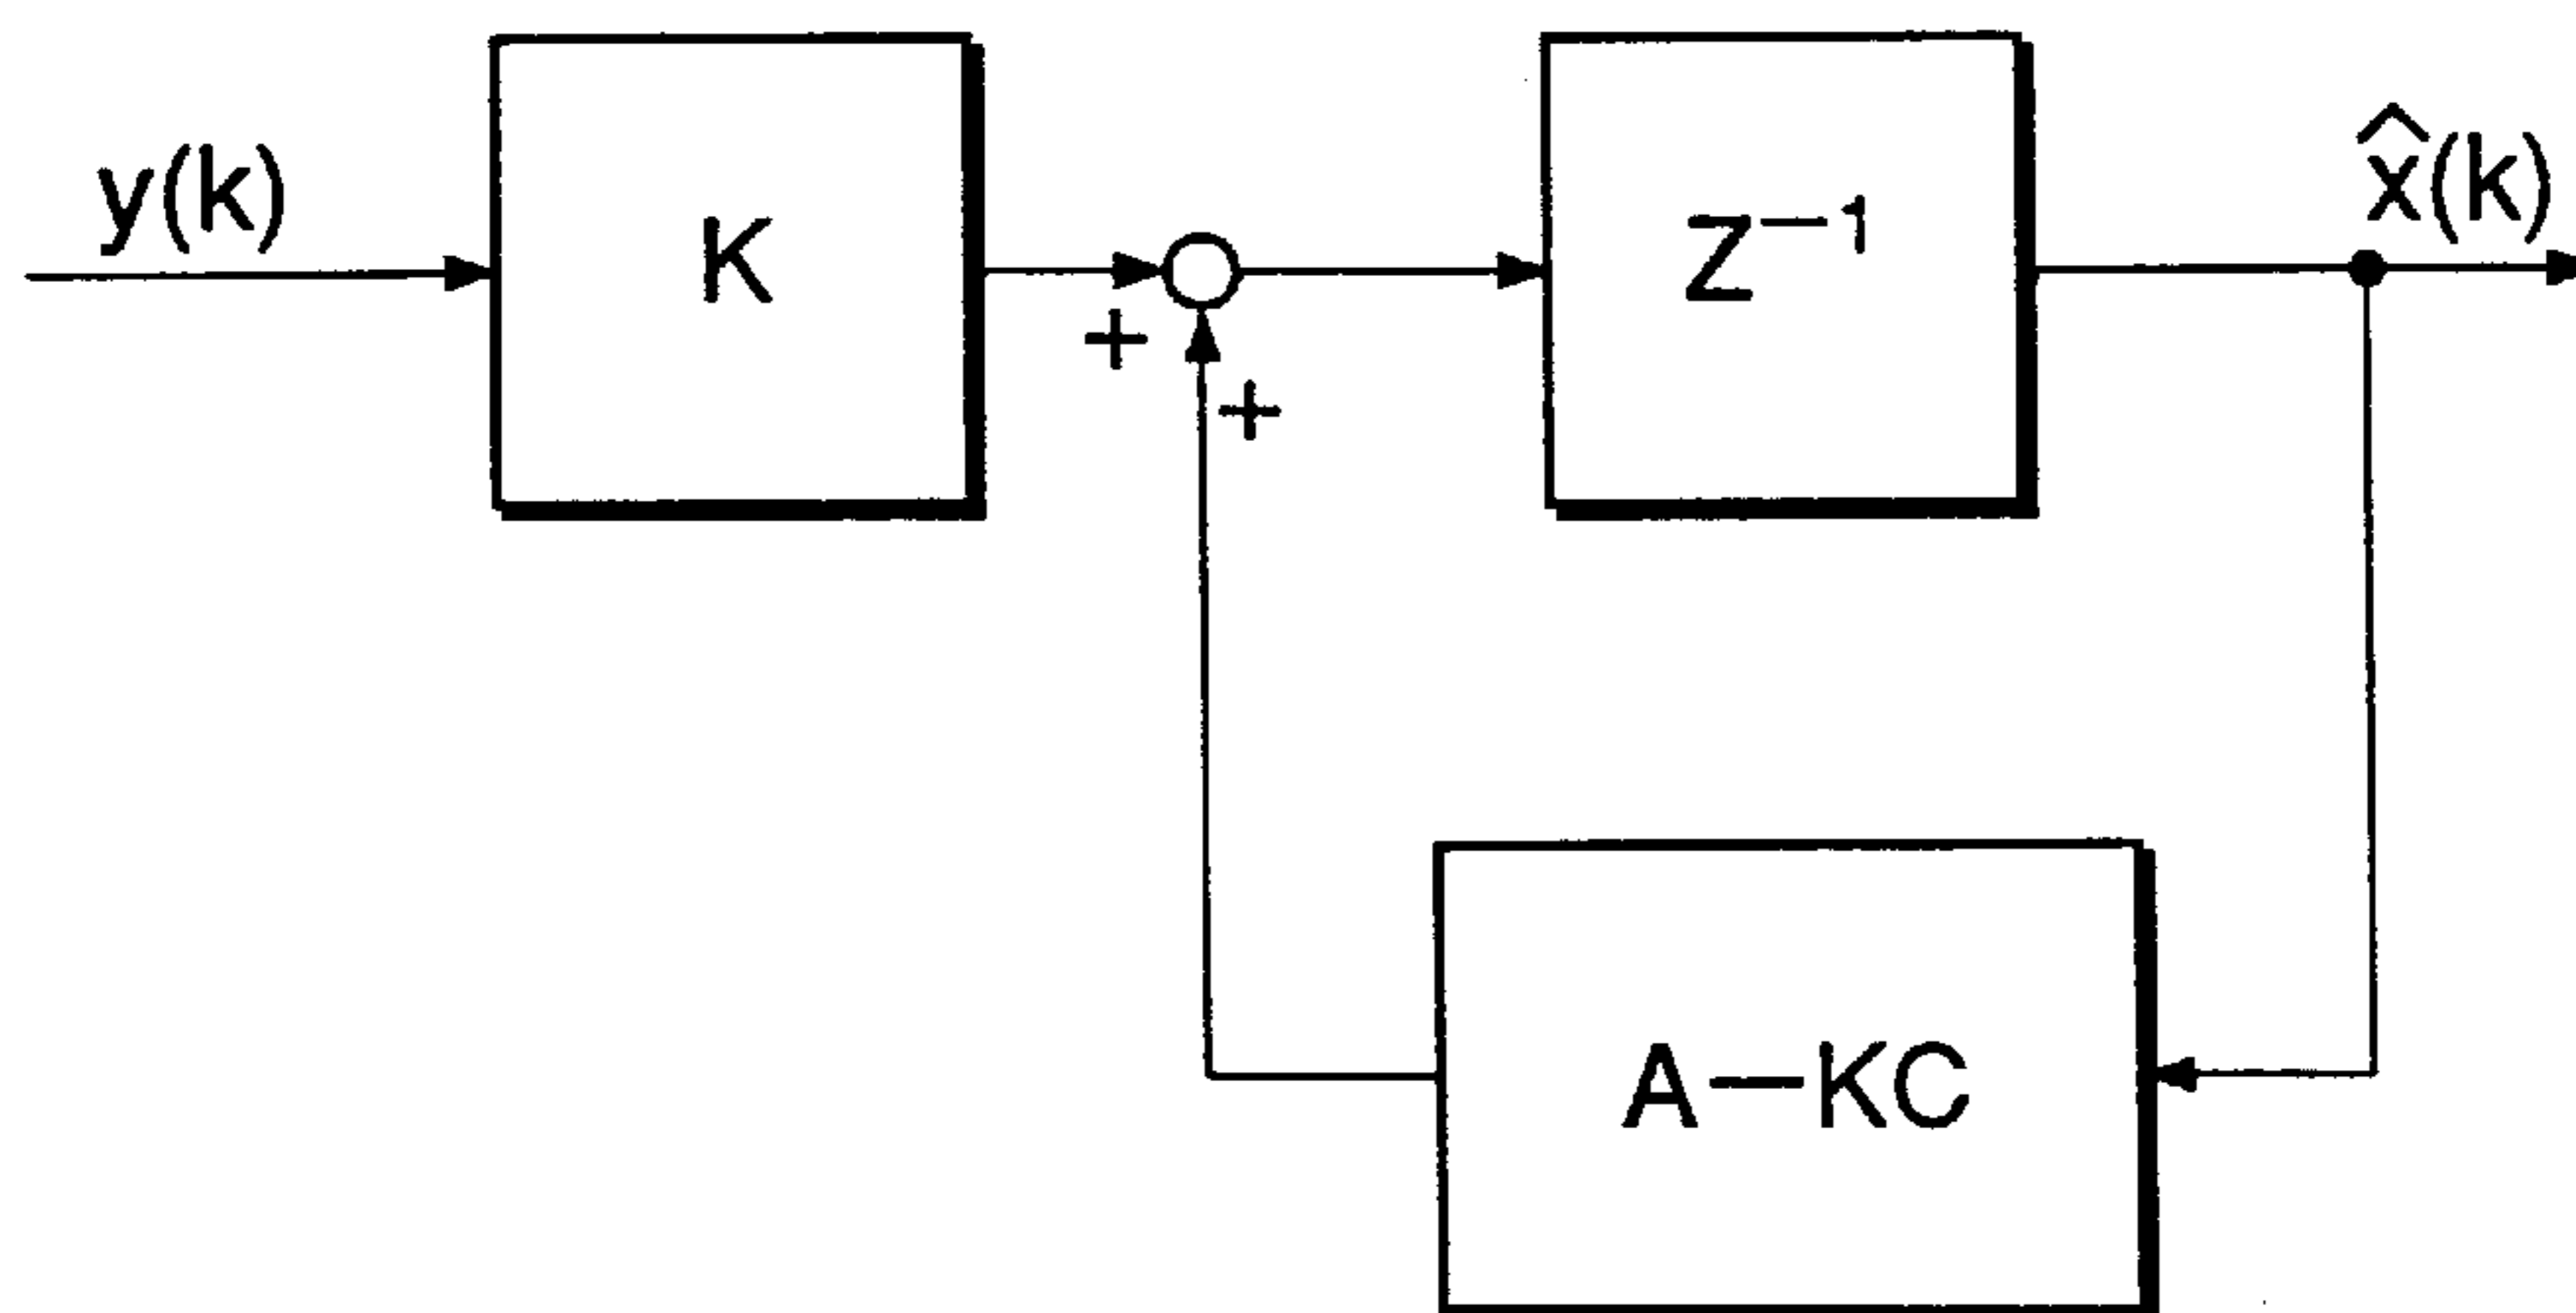 y(k)
K
+
+
Z⁻¹
x̂(k)
A—KC